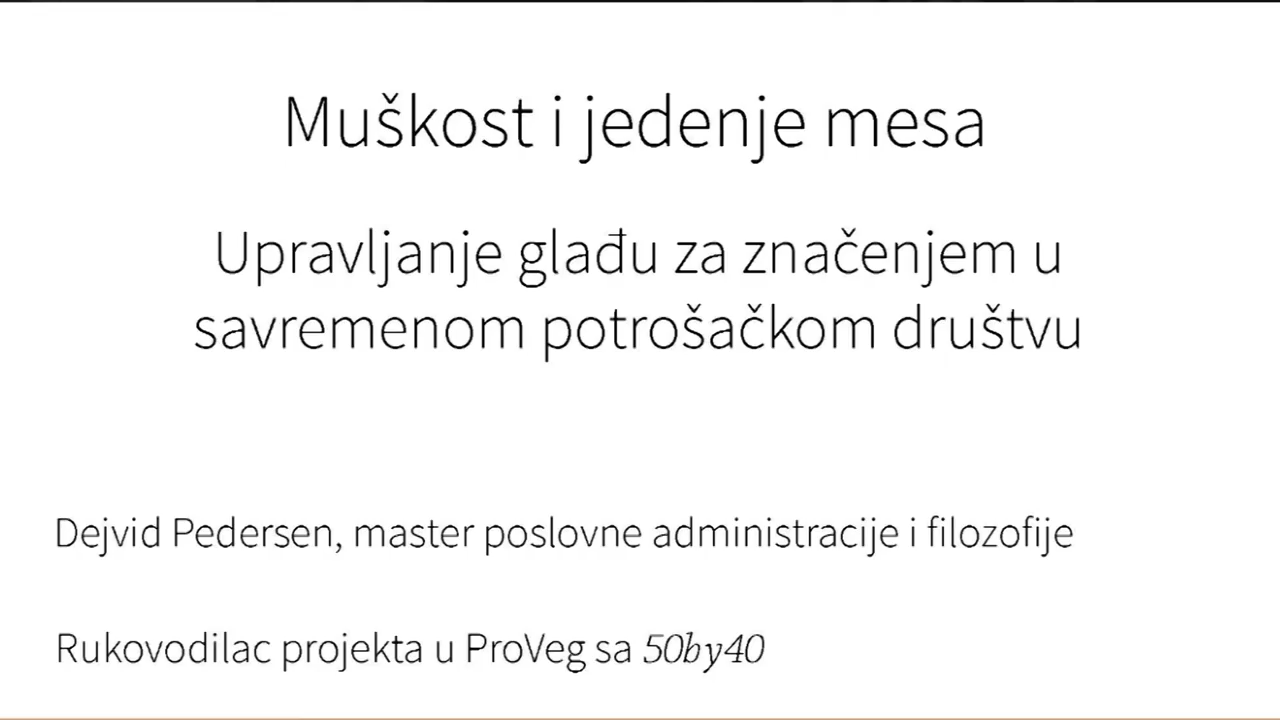 Muškost i jedenje mesa
Upravljanje glađu za značenjem u
savremenom potrošačkom društvu
Dejvid Pedersen, master poslovne administracije i filozofije
Rukovodilac projekta u ProVeg sa 50by40